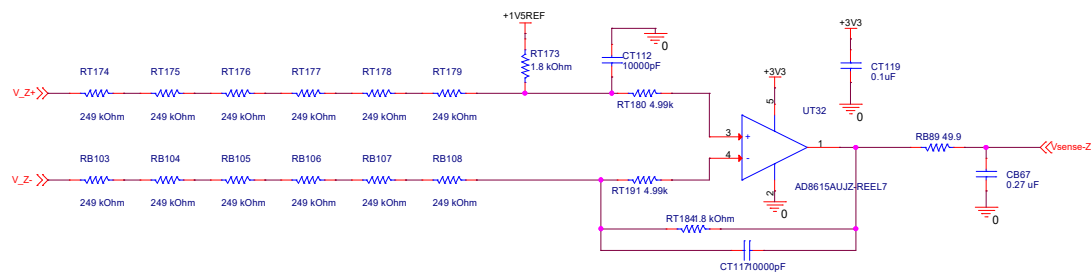 +1V5REF
+3V3
RT173
1.8 kOhm
CT112
10000pF
0
CT119
0.1uF
0
RT174
RT175
RT176
RT177
RT178
RT179
+3V3
V_Z+
RT180 4.99k
UT32
249 kOhm
249 kOhm
249 kOhm
249 kOhm
249 kOhm
249 kOhm
5
3
+
1
RB89 49.9
Vsense-Z
RB103
RB104
RB105
RB106
RB107
RB108
4
-
V_Z-
RT191 4.99k
2
AD8615AUJZ-REEL7
CB67
0.27 uF
249 kOhm
249 kOhm
249 kOhm
249 kOhm
249 kOhm
249 kOhm
0
0
RT1841.8 kOhm
CT11710000pF